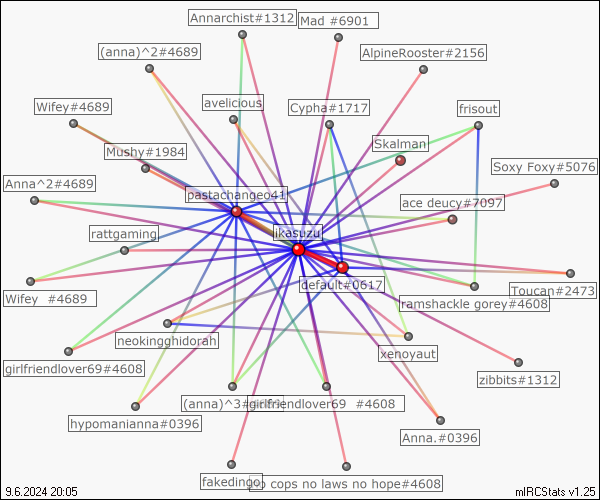 Annarchist#1312
Mad #6901
(anna)^2#4689
AlpineRooster#2156
Wifey#4689
avelicious
Cypha#1717
frisout
Mushy#1984
Skalman
Soxy Foxy#5076
Anna^2#4689
pastachangeo41
ace deucy#7097
rattgaming
ikasuzu
default#0617
Wifey  #4689
ramshackle gorey#4608
Toucan#2473
neokingghidorah
xenoyaut
girlfriendlover69#4608
zibbits#1312
(anna)^3
girlfriendlover69  #4608
hypomanianna#0396
Anna.#0396
fakedingo
cops no laws no hope#4608
9.6.2024 20:05
mIRCStats v1.25